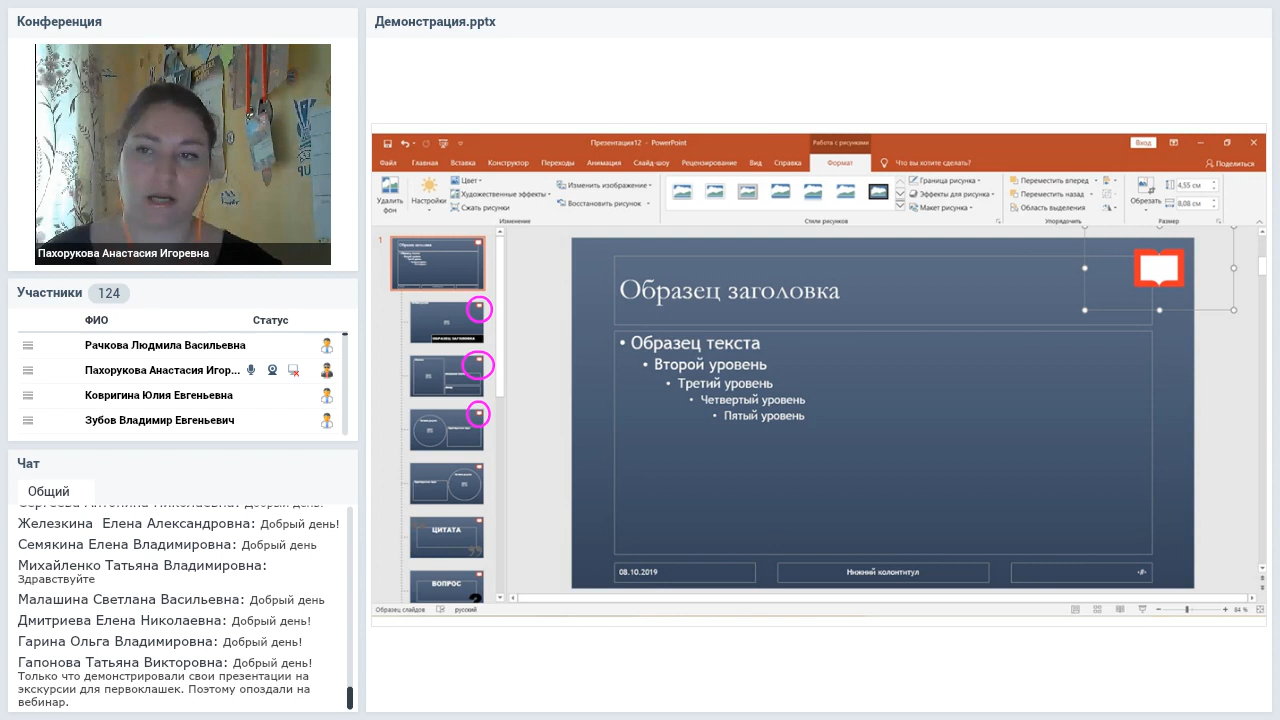 Конференция
Пахорукова Анастасия Игоревна
Участники 124
ФИО Статус
Рачкова Людмила Васильевна
Пахорукова Анастасия Игор...
Ковригина Юлия Евгеньевна
Зубов Владимир Евгеньевич
Чат
Общий
Сергеева Антонина Николаевна: Добрый день!
Железкина Елена Александровна: Добрый день!
Семякина Елена Владимировна: Добрый день
Михайленко Татьяна Владимировна:
Здравствуйте
Малашина Светлана Васильевна: Добрый день
Дмитриева Елена Николаевна: Добрый день!
Гарина Ольга Владимировна: Добрый день!
Гапонова Татьяна Викторовна: Добрый день!
Только что демонстрировали свои презентации на
экскурсии для первоклашек. Поэтому опоздали на
вебинар.
Демонстрация.pptx
Презентация12 - PowerPoint
Работа с рисунками
Вход
Файл Главная Вставка Конструктор Переходы Анимация Слайд-шоу Рецензирование Вид Справка Формат Что вы хотите сделать? Поделиться
Удалить фон
Настройки
Цвет
Художественные эффекты
Сжать рисунки
Изменить изображение
Восстановить рисунок
Изменение
Стили рисунков
Граница рисунка
Эффекты для рисунка
Макет рисунка
Переместить вперед
Переместить назад
Область выделения
Упорядочить
Обрезать
4,55 см
8,08 см
Размер
1
ОБРАЗЕЦ ЗАГОЛОВКА
ЦИТАТА
ВОПРОС
?
Образец заголовка
• Образец текста
• Второй уровень
• Третий уровень
• Четвертый уровень
• Пятый уровень
08.10.2019
Нижний колонтитул
‹#›
Образец слайдов русский
84 %